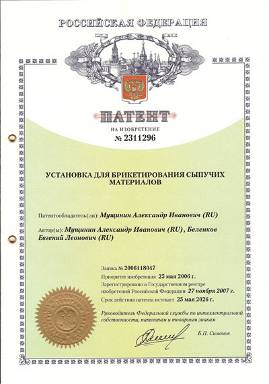 РОССИЙСКАЯ ФЕДЕРАЦИЯ
ПАТЕНТ
НА ИЗОБРЕТЕНИЕ
№ 2311296
УСТАНОВКА ДЛЯ БРИКЕТИРОВАНИЯ СЫПУЧИХ
МАТЕРИАЛОВ
Патентообладатель(ли): Мущинин Александр Иванович (RU)
Автор(ы): Мущинин Александр Иванович (RU), Беленков
Евгений Леонович (RU)
Заявка № 2006118047
Приоритет изобретения 25 мая 2006 г.
Зарегистрировано в Государственном реестре
изобретений Российской Федерации 27 ноября 2007 г.
Срок действия патента истекает 25 мая 2026 г.
Руководитель Федеральной службы по интеллектуальной
собственности, патентам и товарным знакам
Б.П. Симонов